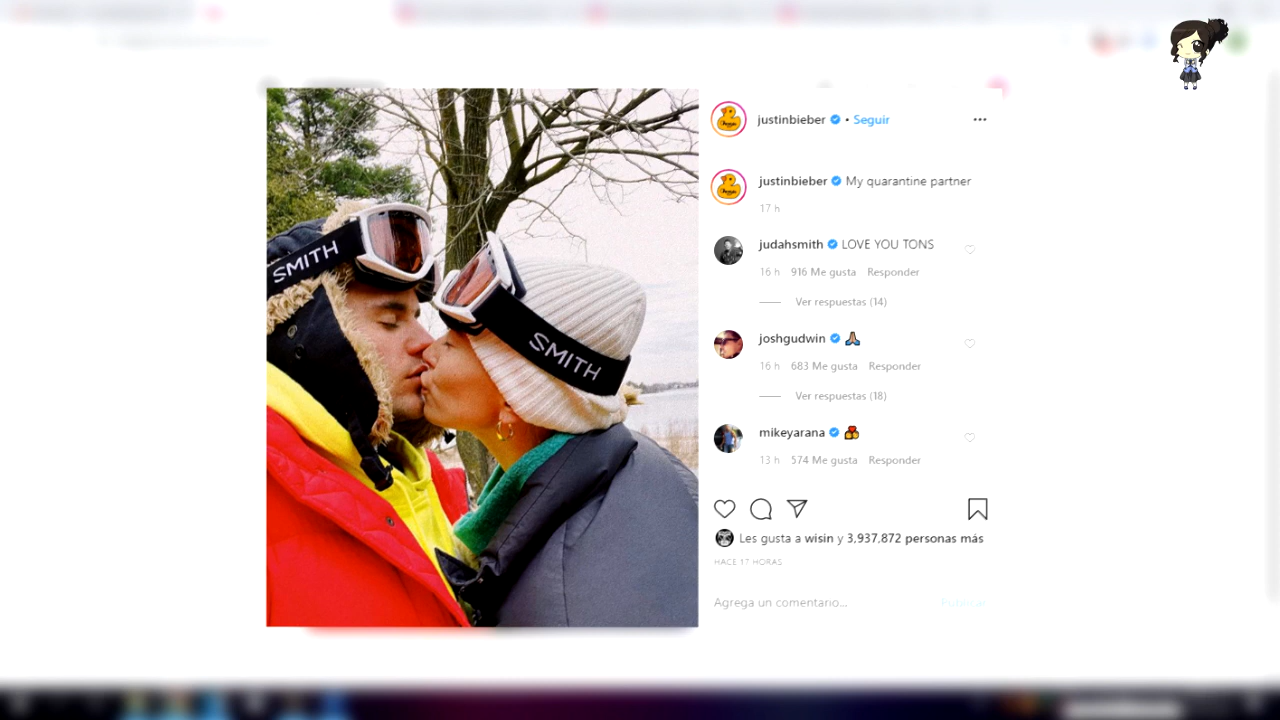 SMITH
SMITH
justinbieber • Seguir
justinbieber My quarantine partner
17 h
judahsmith LOVE YOU TONS
16 h 916 Me gusta Responder
Ver respuestas (14)
joshgudwin 🙏🏽
16 h 683 Me gusta Responder
Ver respuestas (18)
mikeyarana 💏
13 h 574 Me gusta Responder
Les gusta a wisin y 3,937,872 personas más
HACE 17 HORAS
Agrega un comentario...
Publicar